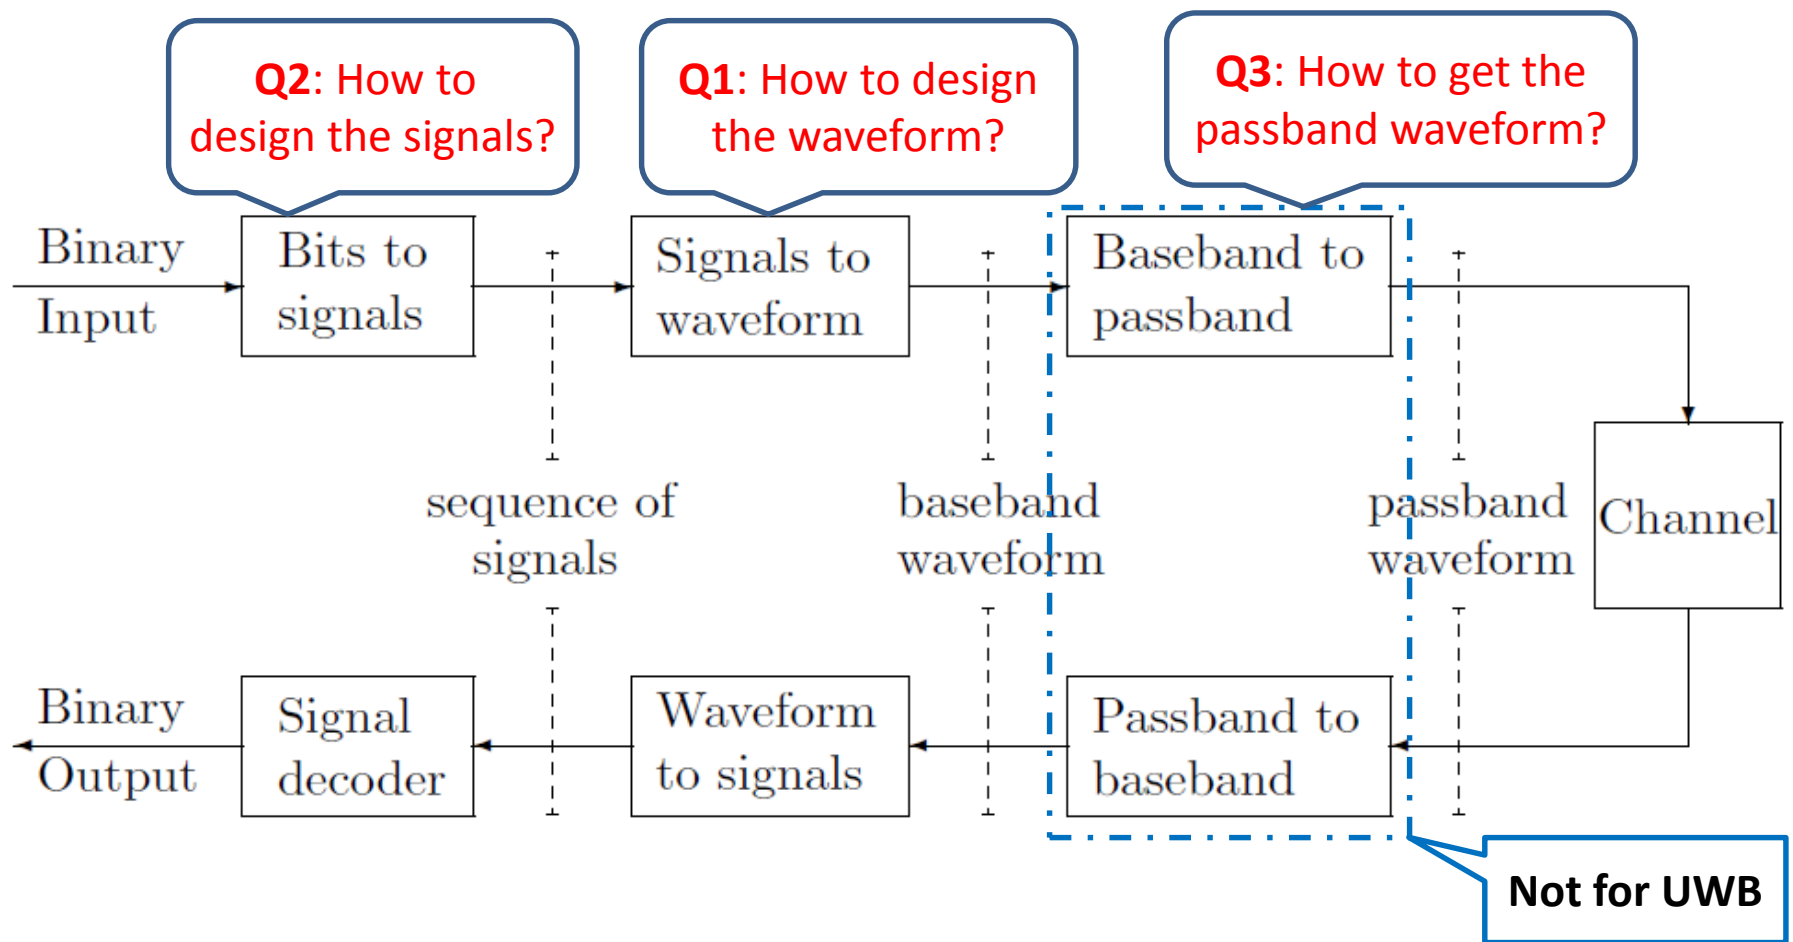 Q2: How to
design the signals?
Q1: How to design
the waveform?
Q3: How to get the
passband waveform?
Binary
Input
Bits to
signals
Signals to
waveform
Baseband to
passband
sequence of
signals
baseband
waveform
passband
waveform
Channel
Binary
Output
Signal
decoder
Waveform
to signals
Passband to
baseband
Not for UWB